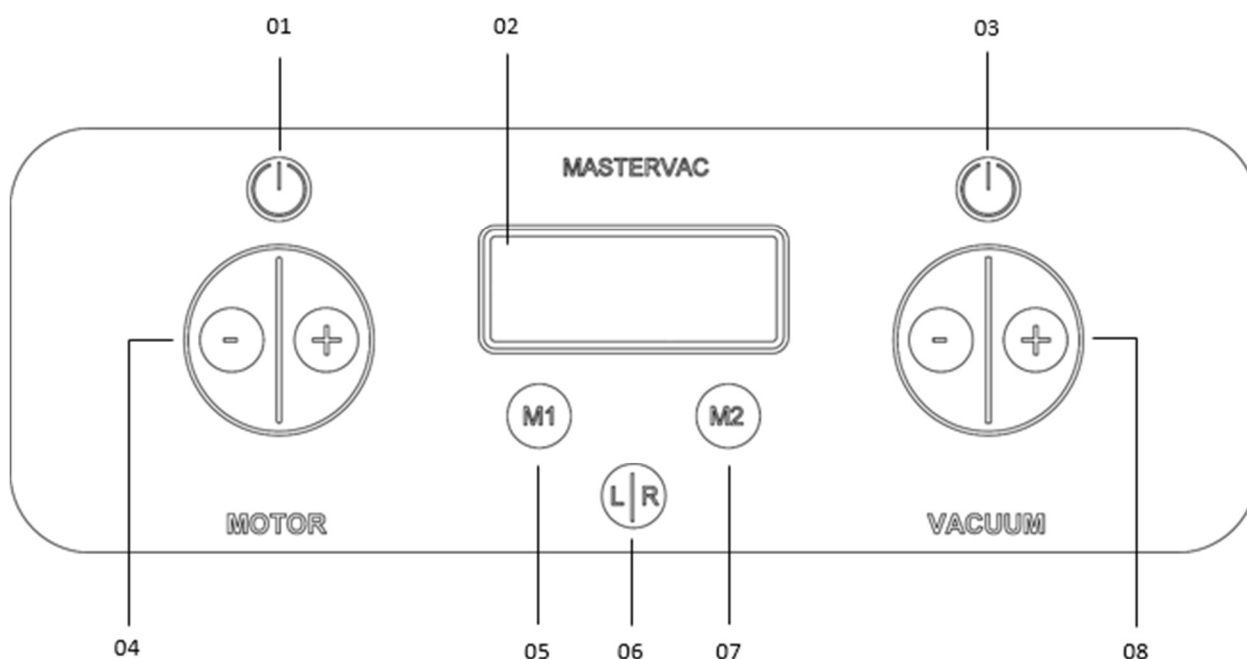 01 02 03
MASTERVAC
- + - +
M1 M2
L R
MOTOR VACUUM
04 05 06 07 08